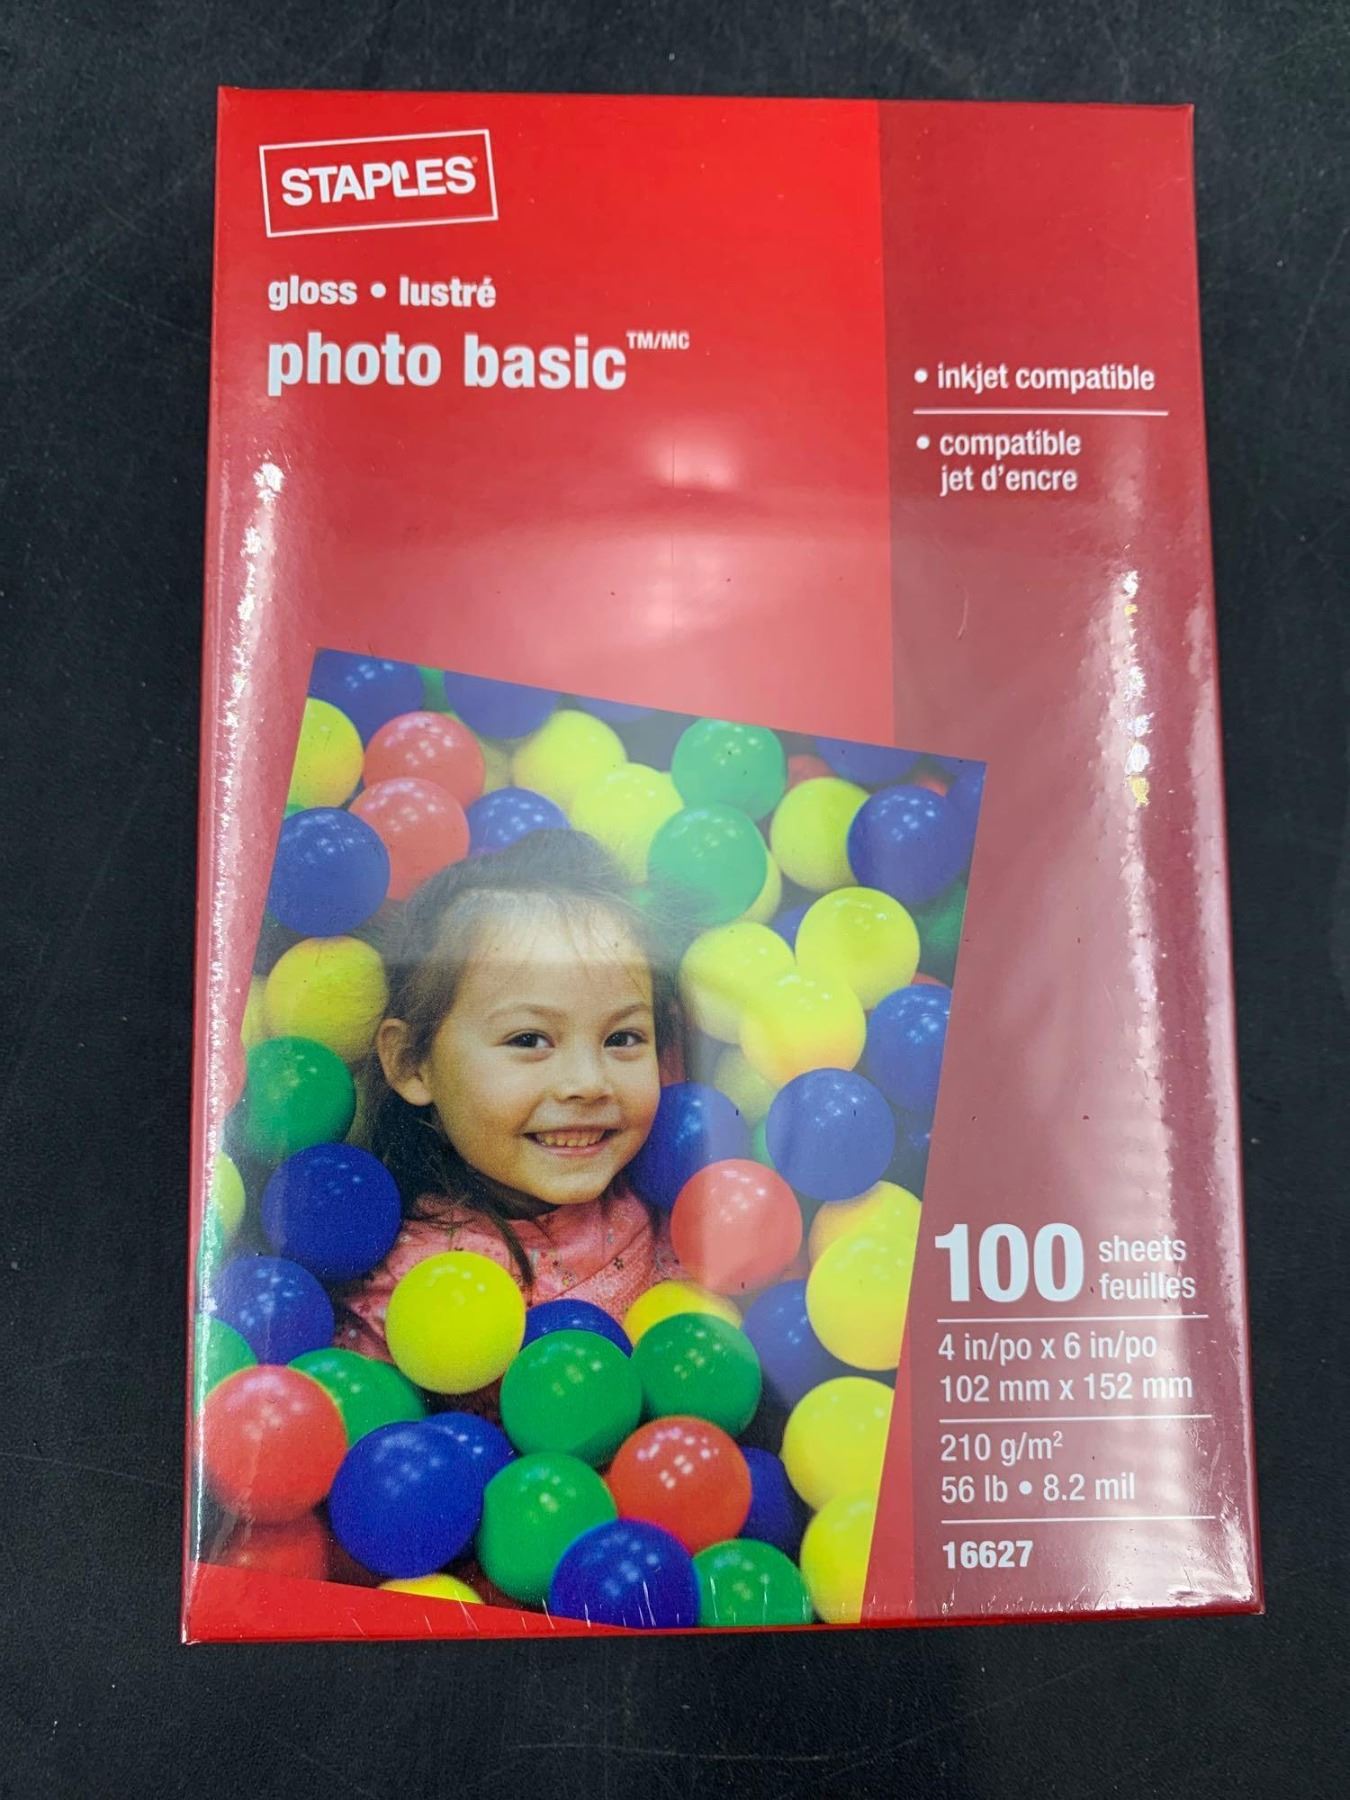 STAPLES
gloss • lustré
photo basic™/MC
• inkjet compatible
• compatible
jet d'encre
100 sheets
feuilles
4 in/po x 6 in/po
102 mm x 152 mm
210 g/m²
56 lb • 8.2 mil
16627